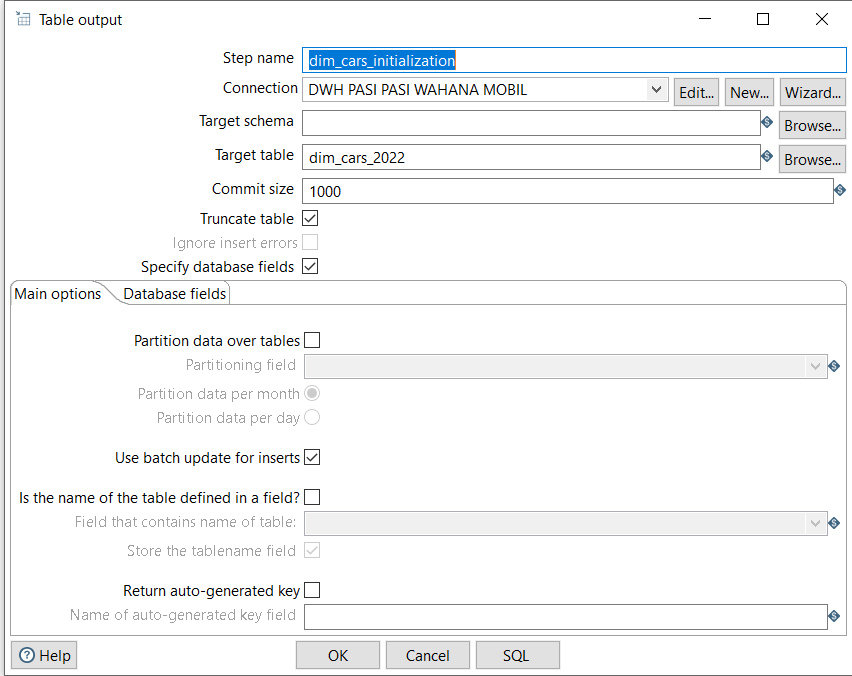 Table output
Step name dim_cars_initialization
Connection DWH PASI PASI WAHANA MOBIL Edit... New... Wizard...
Target schema Browse...
Target table dim_cars_2022 Browse...
Commit size 1000
Truncate table
Ignore insert errors
Specify database fields
Main options Database fields
Partition data over tables
Partitioning field
Partition data per month
Partition data per day
Use batch update for inserts
Is the name of the table defined in a field?
Field that contains name of table:
Store the tablename field
Return auto-generated key
Name of auto-generated key field
Help OK Cancel SQL